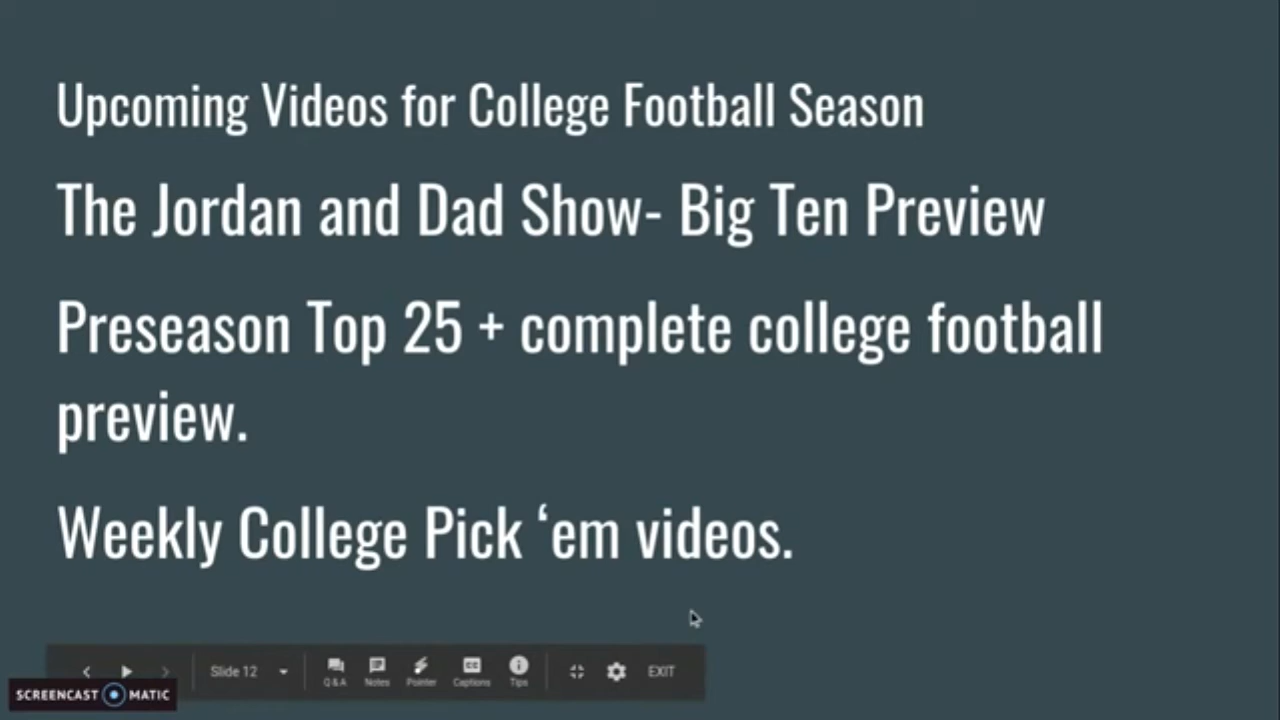 Upcoming Videos for College Football Season
The Jordan and Dad Show- Big Ten Preview
Preseason Top 25 + complete college football
preview.
Weekly College Pick ‘em videos.
Slide 12
Q&A Notes Pointer Captions Tips EXIT
SCREENCAST MATIC